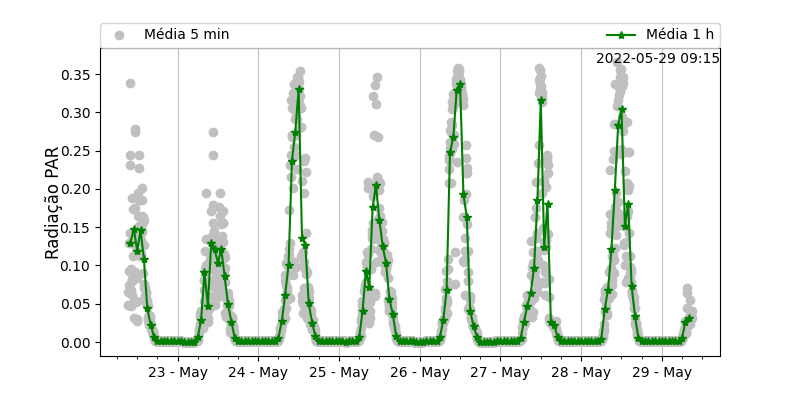 Média 5 min
Média 1 h
2022-05-29 09:15
Radiação PAR
0.35
0.30
0.25
0.20
0.15
0.10
0.05
0.00
23 - May
24 - May
25 - May
26 - May
27 - May
28 - May
29 - May